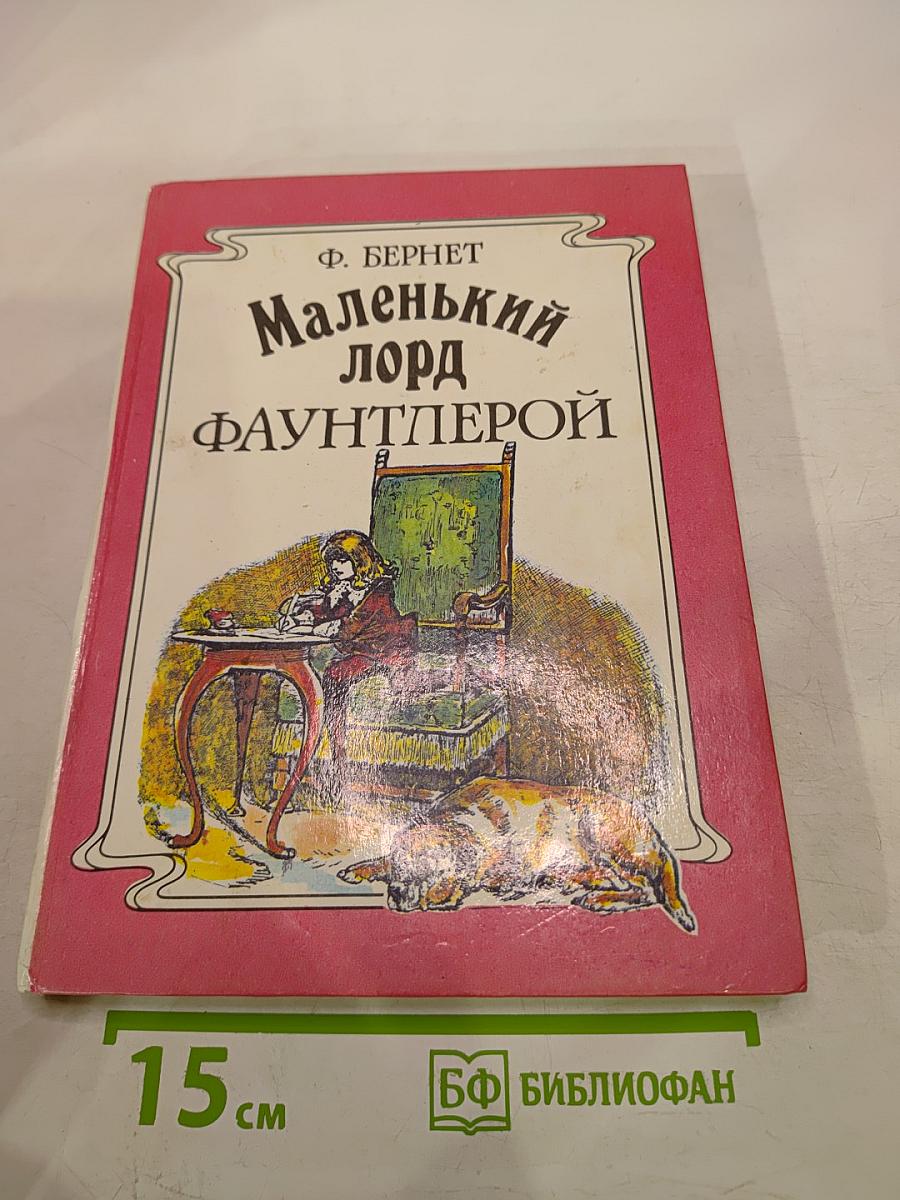 Ф. БЕРНЕТ
Маленький
лорд
ФАУНТЛЕРОЙ
15 см
БФ БИБЛИОФАН